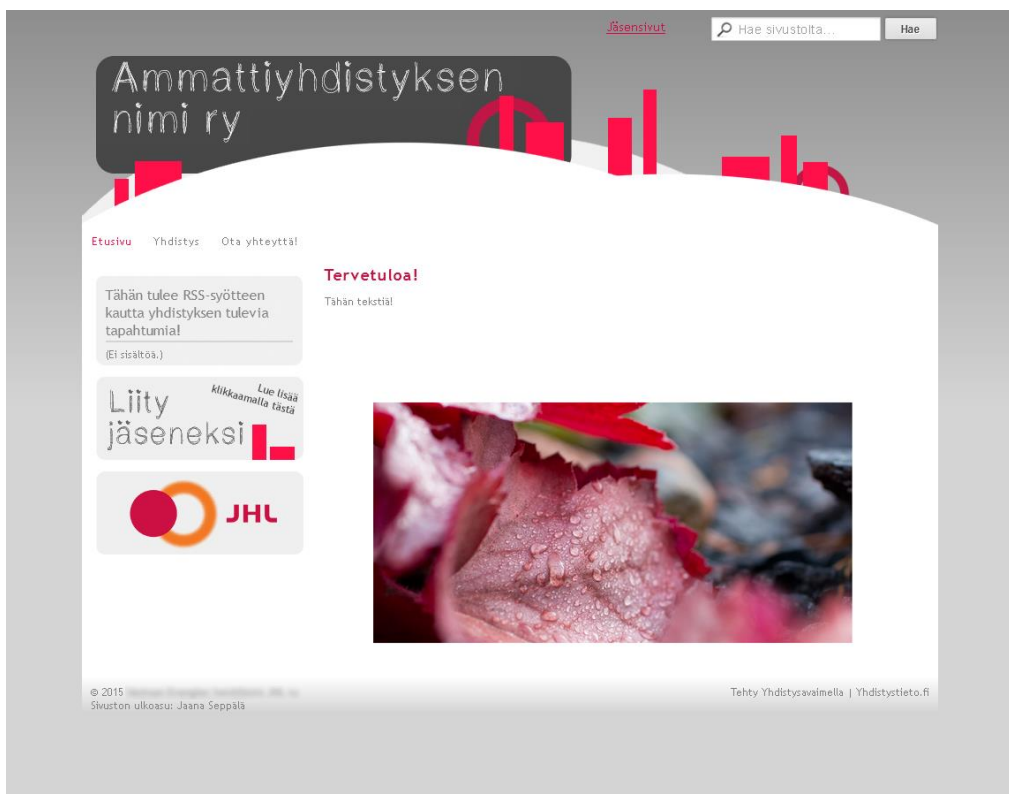 Jäsensivut
Hae sivustolta...
Hae
Ammattiyhdistyksen
nimi ry
Etusivu Yhdistys Ota yhteyttä!
Tervetuloa!
Tähän tekstiä!
Tähän tulee RSS-syötteen
kautta yhdistyksen tulevia
tapahtumia!
(Ei sisältöä.)
Liity
jäseneksi
Lue lisää
klikkaamalla tästä
JHL
© 2015
Sivuston ulkoasu: Jaana Seppälä
Tehty Yhdistysavaimella | Yhdistystieto.fi